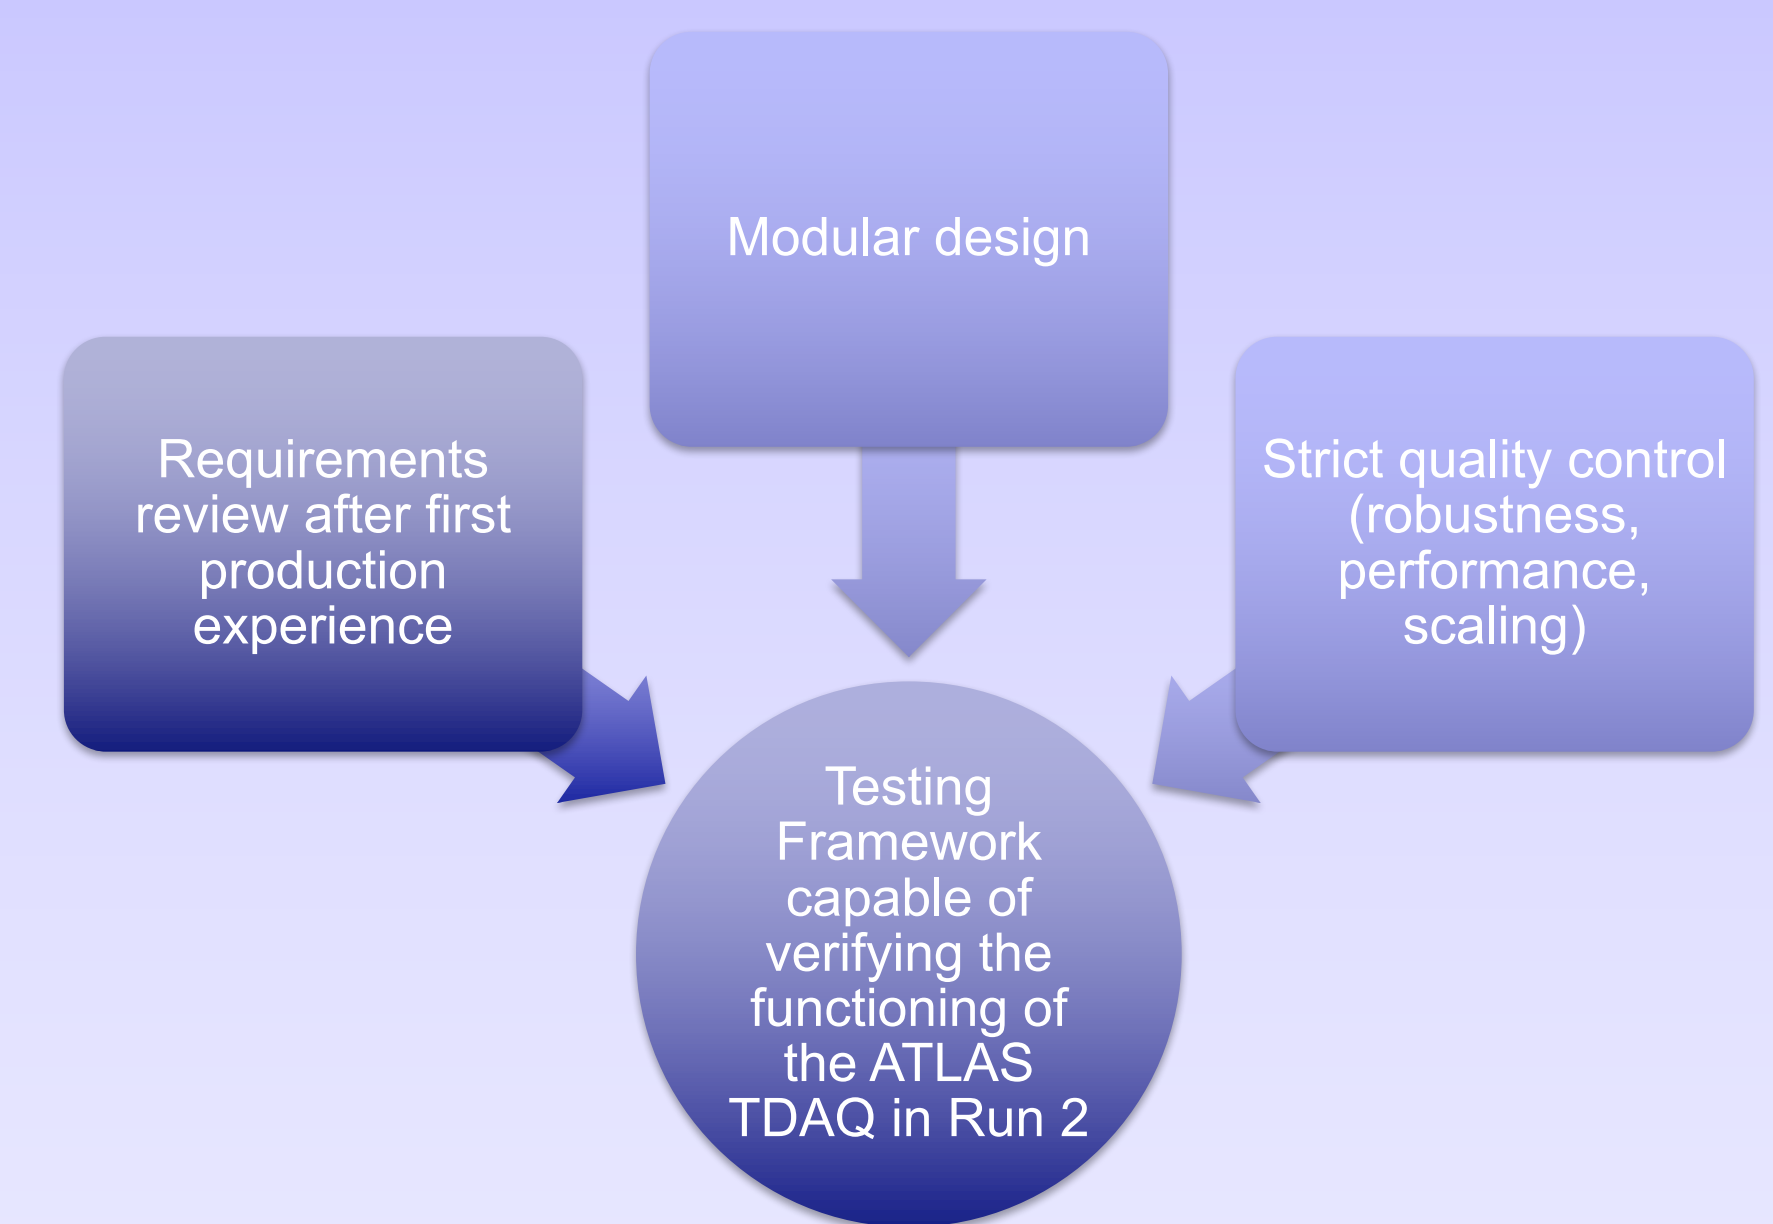 Modular design
Requirements
review after first
production
experience
Strict quality control
(robustness,
performance,
scaling)
Testing
Framework
capable of
verifying the
functioning of
the ATLAS
TDAQ in Run 2